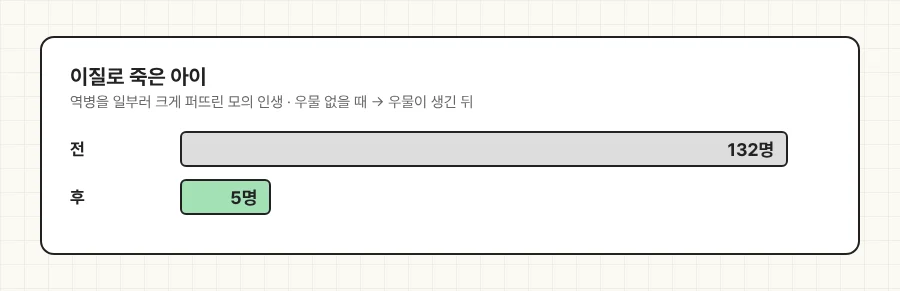 이질로 죽은 아이
역병을 일부러 크게 퍼뜨린 모의 인생 · 우물 없을 때 → 우물이 생긴 뒤
전 132명
후 5명